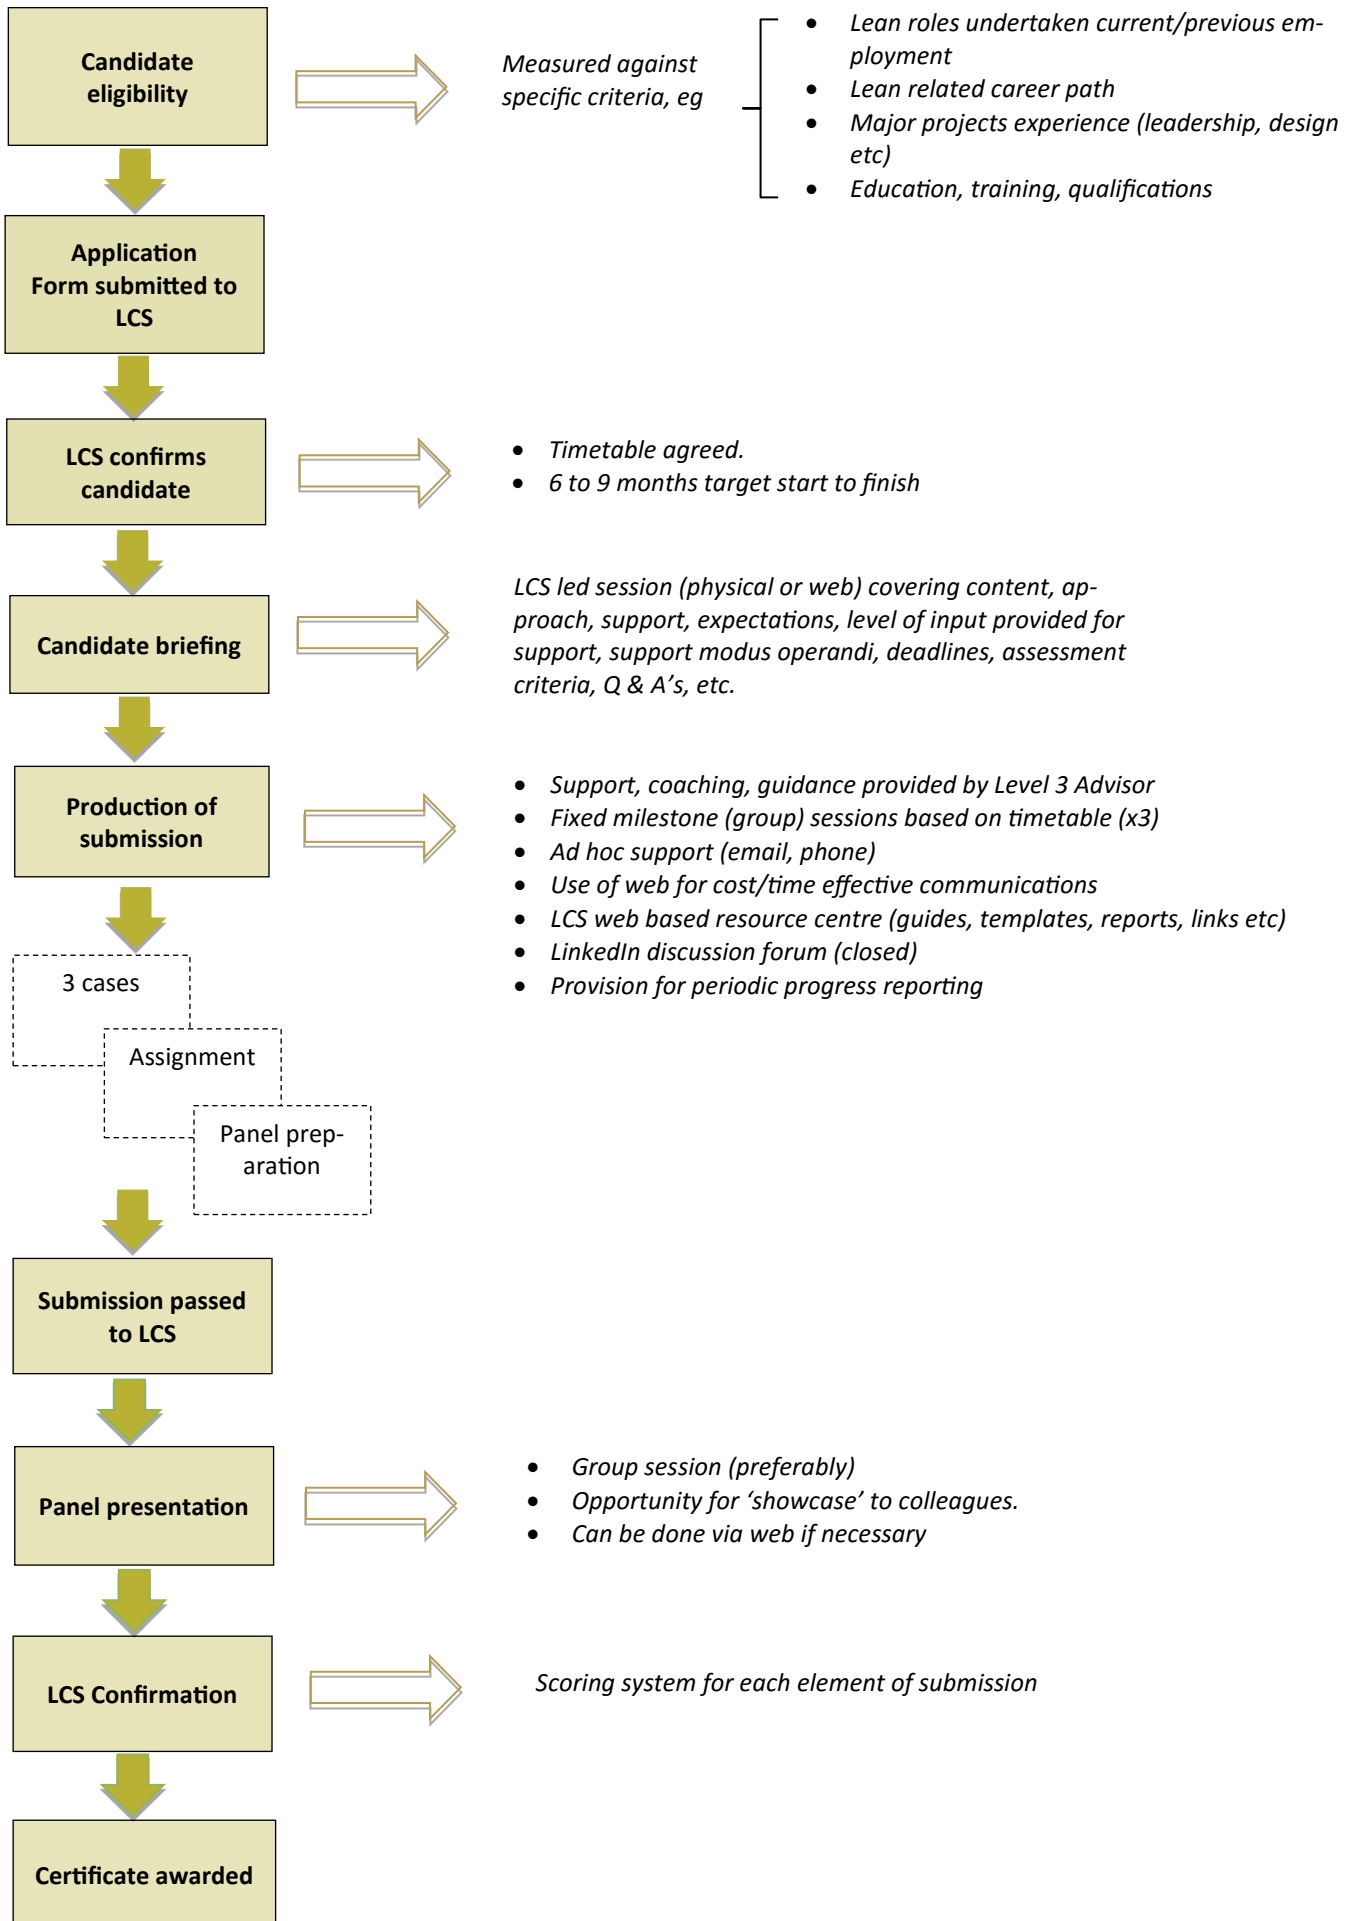 Candidate
eligibility
Measured against
specific criteria, eg
• Lean roles undertaken current/previous em-
ployment
• Lean related career path
• Major projects experience (leadership, design
etc)
• Education, training, qualifications
Application
Form submitted to
LCS
LCS confirms
candidate
• Timetable agreed.
• 6 to 9 months target start to finish
Candidate briefing
LCS led session (physical or web) covering content, ap-
proach, support, expectations, level of input provided for
support, support modus operandi, deadlines, assessment
criteria, Q & A’s, etc.
Production of
submission
• Support, coaching, guidance provided by Level 3 Advisor
• Fixed milestone (group) sessions based on timetable (x3)
• Ad hoc support (email, phone)
• Use of web for cost/time effective communications
• LCS web based resource centre (guides, templates, reports, links etc)
• LinkedIn discussion forum (closed)
• Provision for periodic progress reporting
3 cases
Assignment
Panel prep-
aration
Submission passed
to LCS
Panel presentation
• Group session (preferably)
• Opportunity for ‘showcase’ to colleagues.
• Can be done via web if necessary
LCS Confirmation
Scoring system for each element of submission
Certificate awarded